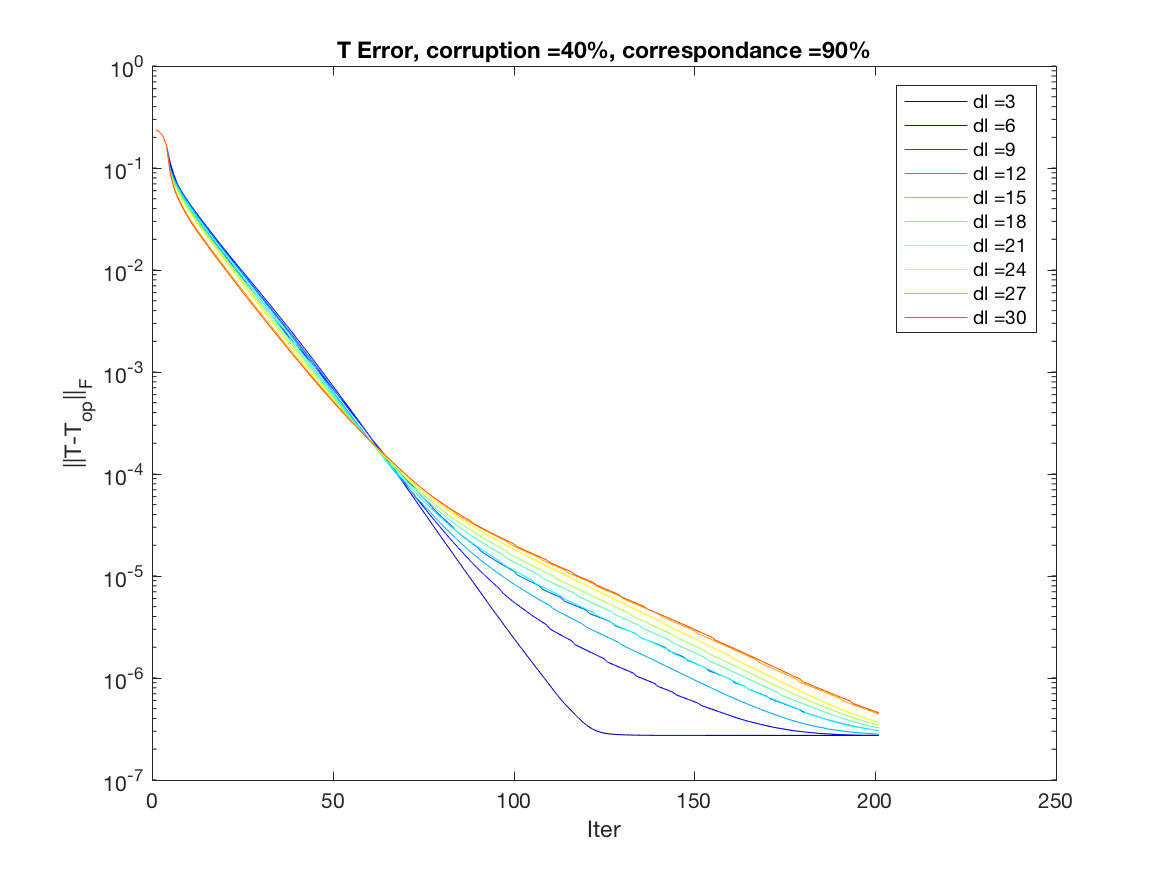 T Error, corruption =40%, correspondance =90%
10^0
10^-1
10^-2
10^-3
10^-4
10^-5
10^-6
10^-7
||T-T_op||_F
0
50
100
150
200
250
Iter
dl =3
dl =6
dl =9
dl =12
dl =15
dl =18
dl =21
dl =24
dl =27
dl =30